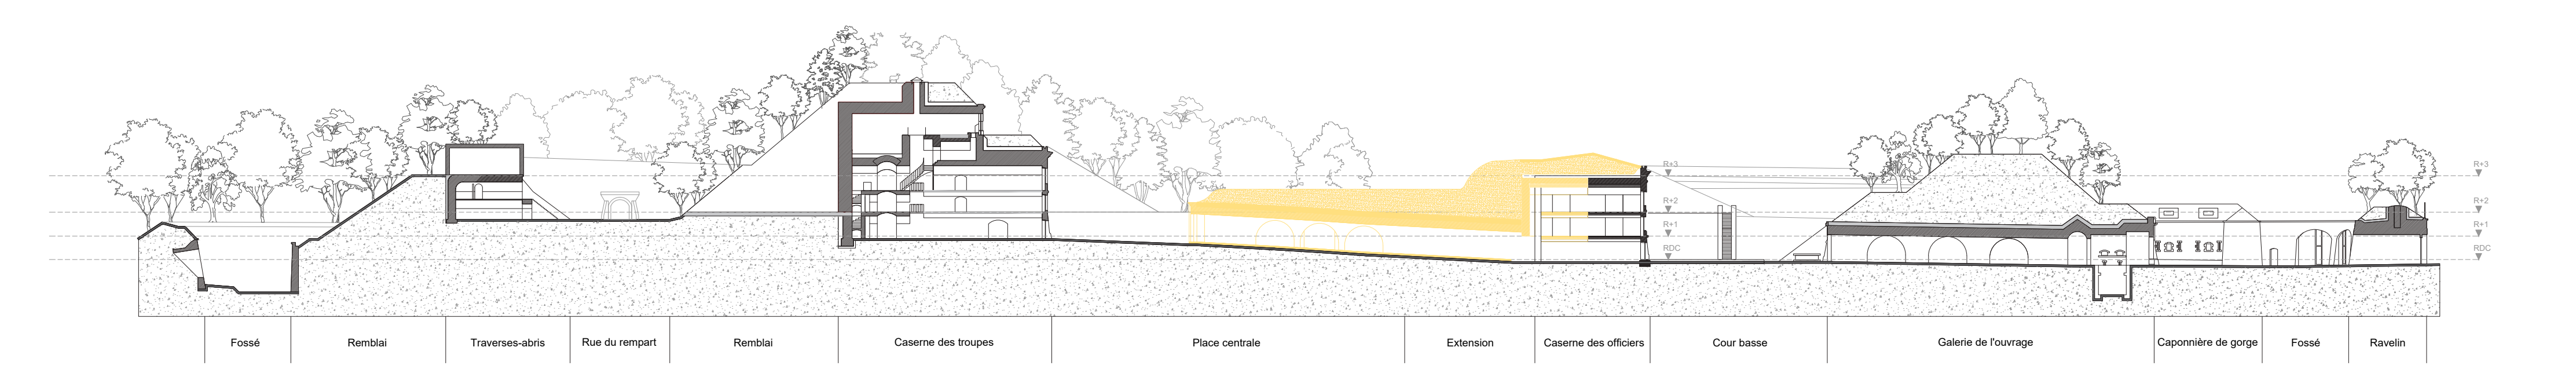 R+3 R+3
R+2 R+2
R+1 R+1
RDC RDC
Fossé Remblai Traverses-abris Rue du rempart Remblai Caserne des troupes Place centrale Extension Caserne des officiers Cour basse Galerie de l'ouvrage Caponnière de gorge Fossé Ravelin